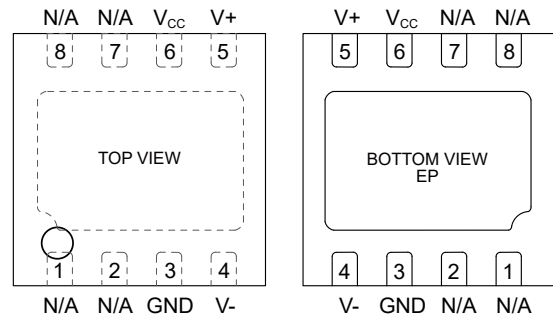 N/A N/A VCC V+
8 7 6 5
TOP VIEW
1 2 3 4
N/A N/A GND V-
V+ VCC N/A N/A
5 6 7 8
BOTTOM VIEW
EP
4 3 2 1
V- GND N/A N/A